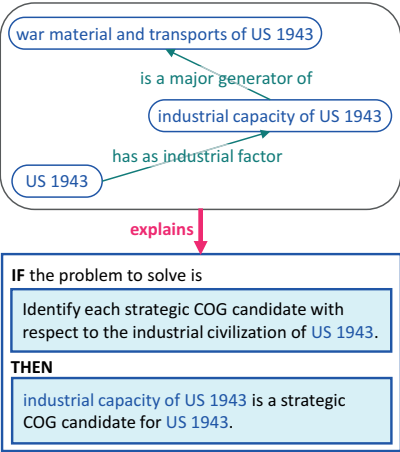 war material and transports of US 1943
is a major generator of
industrial capacity of US 1943
has as industrial factor
US 1943
explains
IF the problem to solve is
Identify each strategic COG candidate with
respect to the industrial civilization of US 1943.
THEN
industrial capacity of US 1943 is a strategic
COG candidate for US 1943.